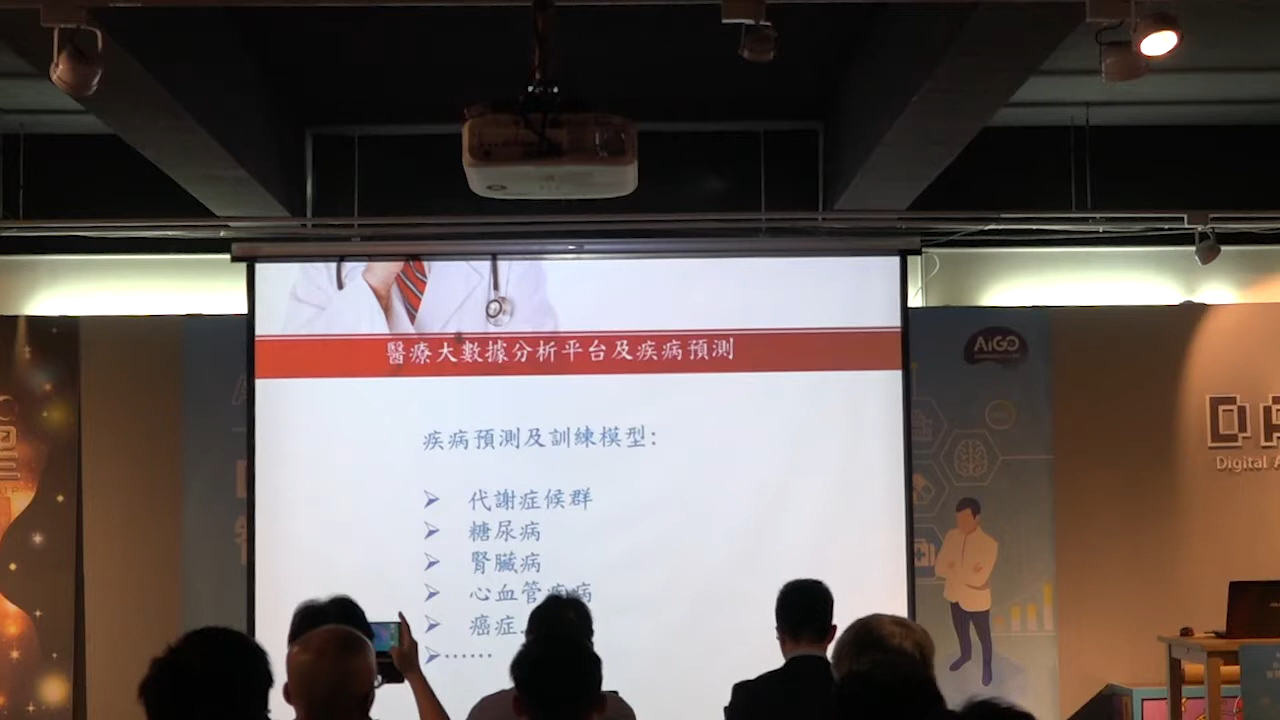 醫療大數據分析平台及疾病預測
疾病預測及訓練模型:
➢ 代謝症候群
➢ 糖尿病
➢ 腎臟病
➢ 心血管疾病
➢ 癌症
➢ ……
AIGO
Digital